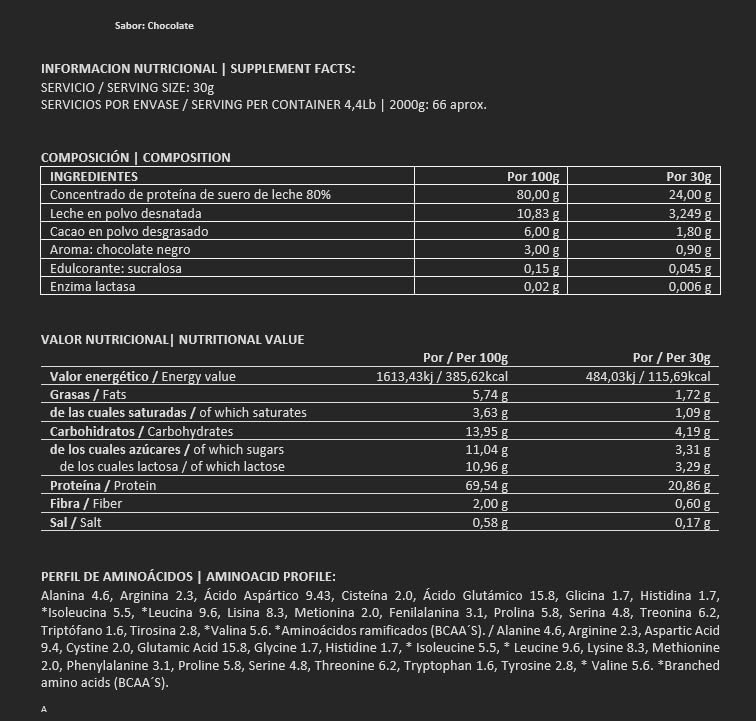 Sabor: Chocolate
INFORMACION NUTRICIONAL | SUPPLEMENT FACTS:
SERVICIO / SERVING SIZE: 30g
SERVICIOS POR ENVASE / SERVING PER CONTAINER 4,4Lb | 2000g: 66 aprox.
COMPOSICIÓN | COMPOSITION
INGREDIENTES Por 100g Por 30g
Concentrado de proteína de suero de leche 80% 80,00 g 24,00 g
Leche en polvo desnatada 10,83 g 3,249 g
Cacao en polvo desgrasado 6,00 g 1,80 g
Aroma: chocolate negro 3,00 g 0,90 g
Edulcorante: sucralosa 0,15 g 0,045 g
Enzima lactasa 0,02 g 0,006 g
VALOR NUTRICIONAL| NUTRITIONAL VALUE
Por / Per 100g Por / Per 30g
Valor energético / Energy value 1613,43kj / 385,62kcal 484,03kj / 115,69kcal
Grasas / Fats 5,74 g 1,72 g
de las cuales saturadas / of which saturates 3,63 g 1,09 g
Carbohidratos / Carbohydrates 13,95 g 4,19 g
de los cuales azúcares / of which sugars 11,04 g 3,31 g
de los cuales lactosa / of which lactose 10,96 g 3,29 g
Proteína / Protein 69,54 g 20,86 g
Fibra / Fiber 2,00 g 0,60 g
Sal / Salt 0,58 g 0,17 g
PERFIL DE AMINOÁCIDOS | AMINOACID PROFILE:
Alanina 4.6, Arginina 2.3, Ácido Aspártico 9.43, Cisteína 2.0, Ácido Glutámico 15.8, Glicina 1.7, Histidina 1.7,
*Isoleucina 5.5, *Leucina 9.6, Lisina 8.3, Metionina 2.0, Fenilalanina 3.1, Prolina 5.8, Serina 4.8, Treonina 6.2,
Triptófano 1.6, Tirosina 2.8, *Valina 5.6. *Aminoácidos ramificados (BCAA´S). / Alanine 4.6, Arginine 2.3, Aspartic Acid
9.4, Cystine 2.0, Glutamic Acid 15.8, Glycine 1.7, Histidine 1.7, * Isoleucine 5.5, * Leucine 9.6, Lysine 8.3, Methionine
2.0, Phenylalanine 3.1, Proline 5.8, Serine 4.8, Threonine 6.2, Tryptophan 1.6, Tyrosine 2.8, * Valine 5.6. *Branched
amino acids (BCAA´S).
A